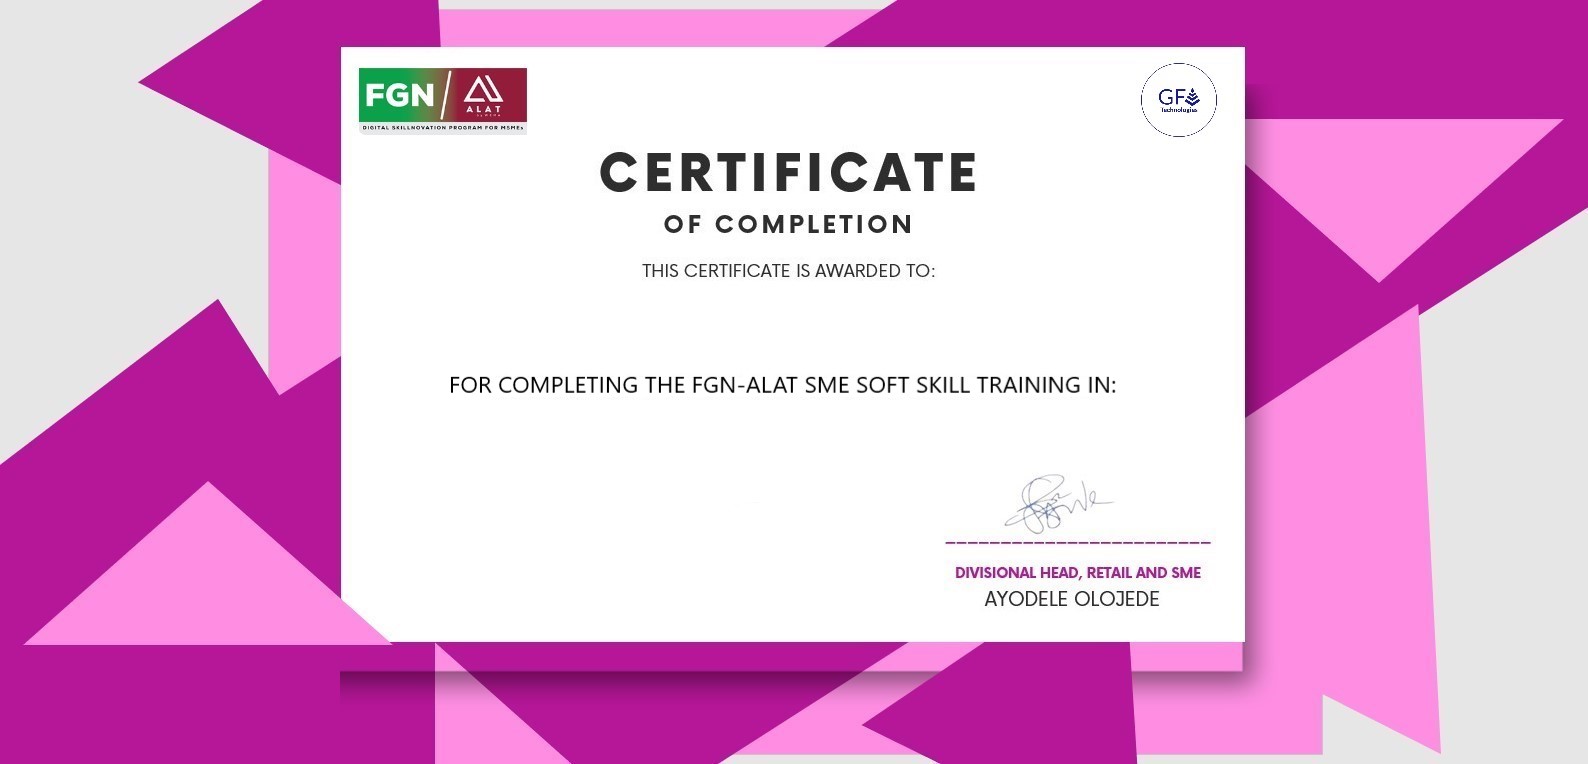 FGN
ALAT
DIGITAL SKILLNOVATION PROGRAM FOR MSMEs
GF
Technologies
CERTIFICATE
OF COMPLETION
THIS CERTIFICATE IS AWARDED TO:
FOR COMPLETING THE FGN-ALAT SME SOFT SKILL TRAINING IN:
DIVISIONAL HEAD, RETAIL AND SME
AYODELE OLOJEDE